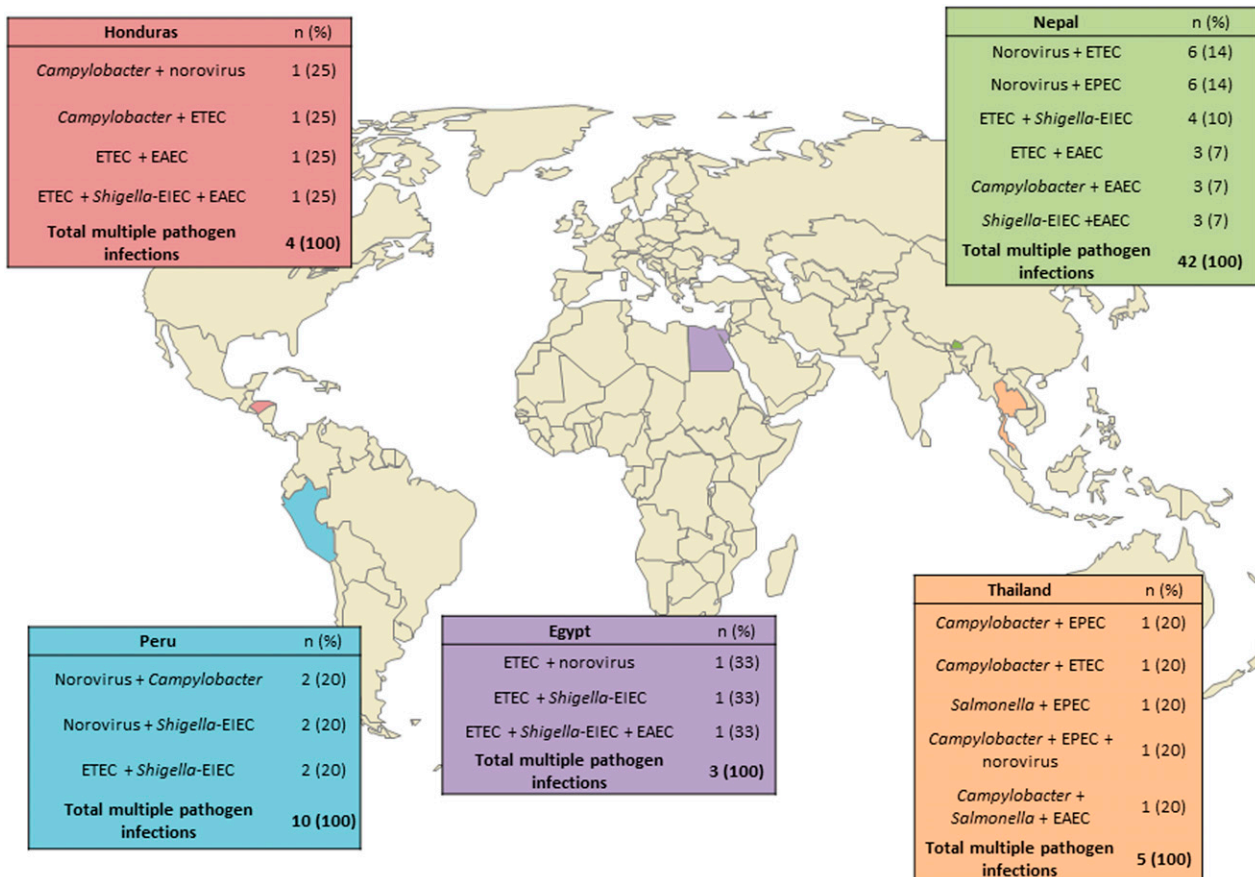 Honduras n (%)
Campylobacter + norovirus 1 (25)
Campylobacter + ETEC 1 (25)
ETEC + EAEC 1 (25)
ETEC + Shigella-EIEC + EAEC 1 (25)
Total multiple pathogen
infections 4 (100)
Nepal n (%)
Norovirus + ETEC 6 (14)
Norovirus + EPEC 6 (14)
ETEC + Shigella-EIEC 4 (10)
ETEC + EAEC 3 (7)
Campylobacter + EAEC 3 (7)
Shigella-EIEC +EAEC 3 (7)
Total multiple pathogen
infections 42 (100)
Peru n (%)
Norovirus + Campylobacter 2 (20)
Norovirus + Shigella-EIEC 2 (20)
ETEC + Shigella-EIEC 2 (20)
Total multiple pathogen
infections 10 (100)
Egypt n (%)
ETEC + norovirus 1 (33)
ETEC + Shigella-EIEC 1 (33)
ETEC + Shigella-EIEC + EAEC 1 (33)
Total multiple pathogen
infections 3 (100)
Thailand n (%)
Campylobacter + EPEC 1 (20)
Campylobacter + ETEC 1 (20)
Salmonella + EPEC 1 (20)
Campylobacter + EPEC +
norovirus 1 (20)
Campylobacter +
Salmonella + EAEC 1 (20)
Total multiple pathogen
infections 5 (100)